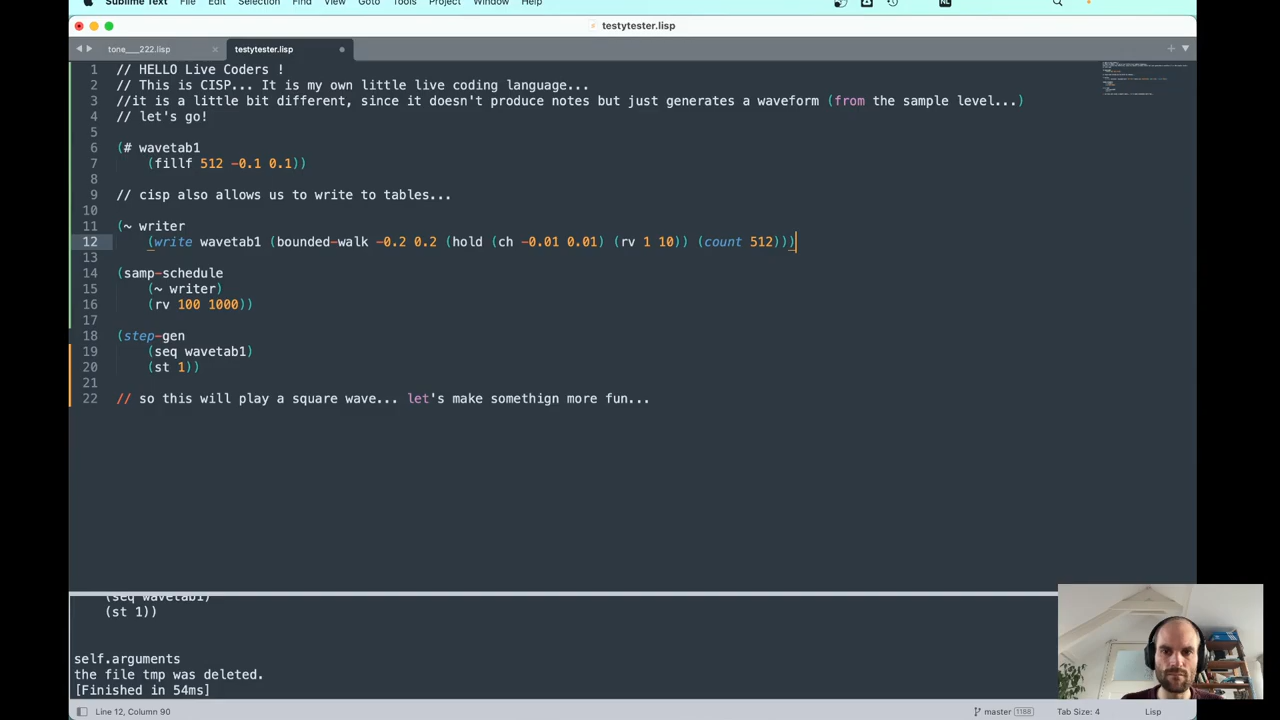 Sublime Text File Edit Selection Find View Goto Tools Project Window Help NL
testytester.lisp
tone___222.lisp testytester.lisp
1 // HELLO Live Coders !
2 // This is CISP... It is my own little live coding language...
3 //it is a little bit different, since it doesn't produce notes but just generates a waveform (from the sample level...)
4 // let's go!
5
6 (# wavetab1
7 (fillf 512 -0.1 0.1))
8
9 // cisp also allows us to write to tables...
10
11 (~ writer
12 (write wavetab1 (bounded-walk -0.2 0.2 (hold (ch -0.01 0.01) (rv 1 10)) (count 512)))
13
14 (samp-schedule
15 (~ writer)
16 (rv 100 1000))
17
18 (step-gen
19 (seq wavetab1)
20 (st 1))
21
22 // so this will play a square wave... let's make somethign more fun...
(seq wavetab1)
(st 1))
self.arguments
the file tmp was deleted.
[Finished in 54ms]
Line 12, Column 90 master 1188 Tab Size: 4 Lisp